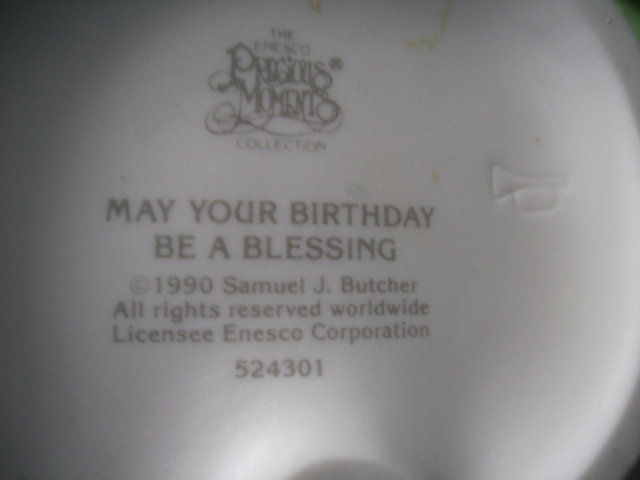 THE
ENESCO
PRECIOUS®
MOMENTS
COLLECTION
MAY YOUR BIRTHDAY
BE A BLESSING
©1990 Samuel J. Butcher
All rights reserved worldwide
Licensee Enesco Corporation
524301